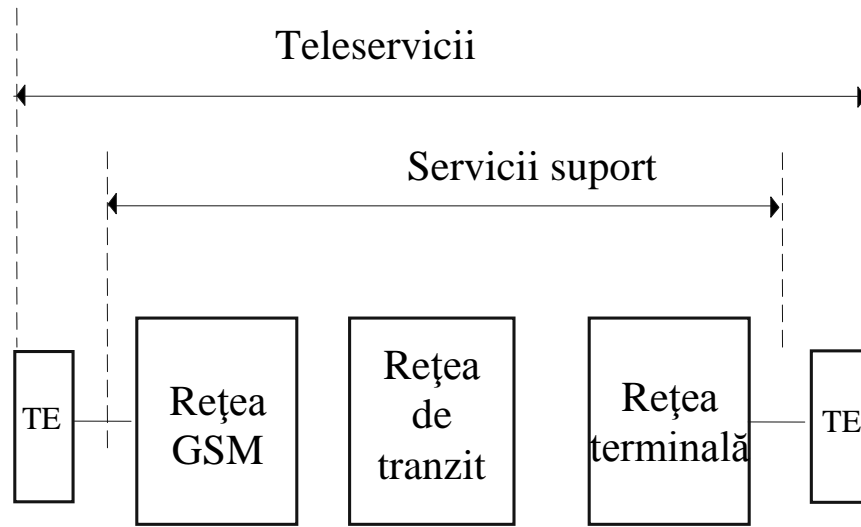 Teleservicii
Servicii suport
TE
Reţea
GSM
Reţea
de
tranzit
Reţea
terminală
TE